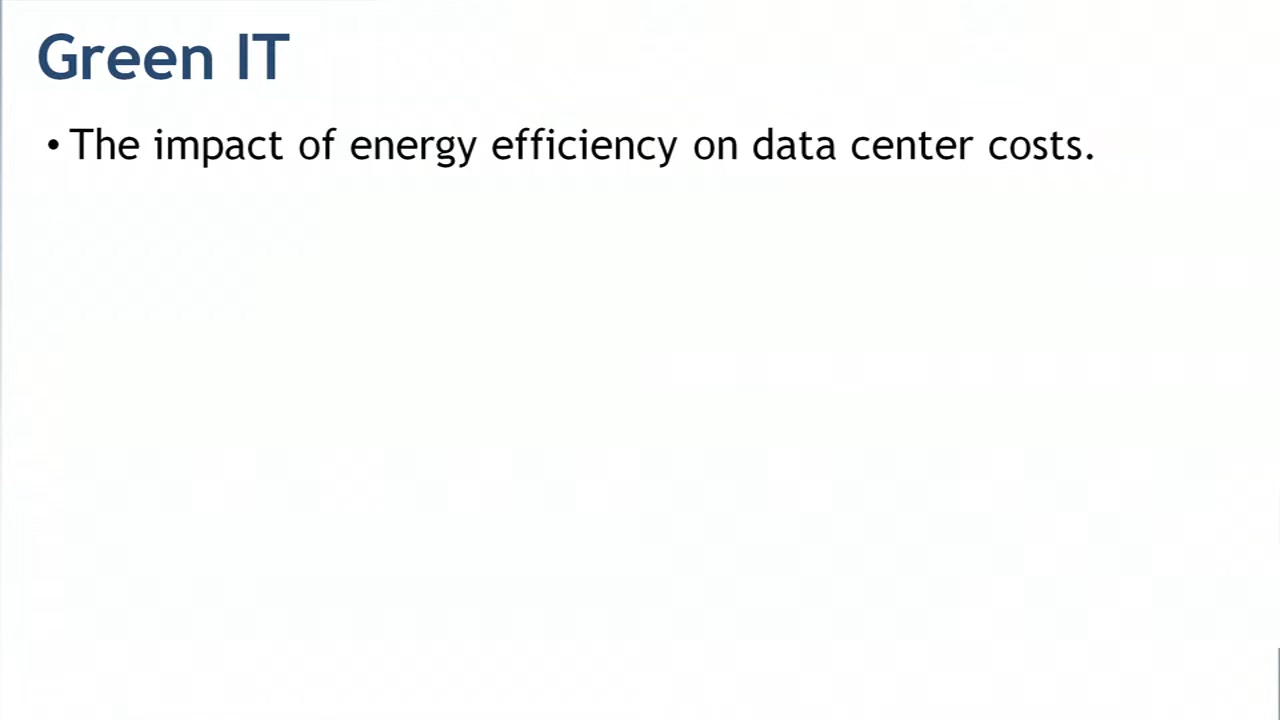 Green IT
• The impact of energy efficiency on data center costs.